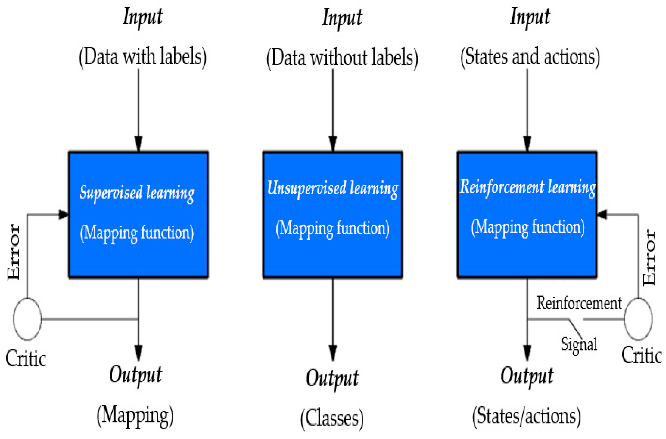 Input
(Data with labels)
Supervised learning
(Mapping function)
Error
Critic
Output
(Mapping)
Input
(Data without labels)
Unsupervised learning
(Mapping function)
Output
(Classes)
Input
(States and actions)
Reinforcement learning
(Mapping function)
Error
Reinforcement
Signal
Critic
Output
(States/actions)